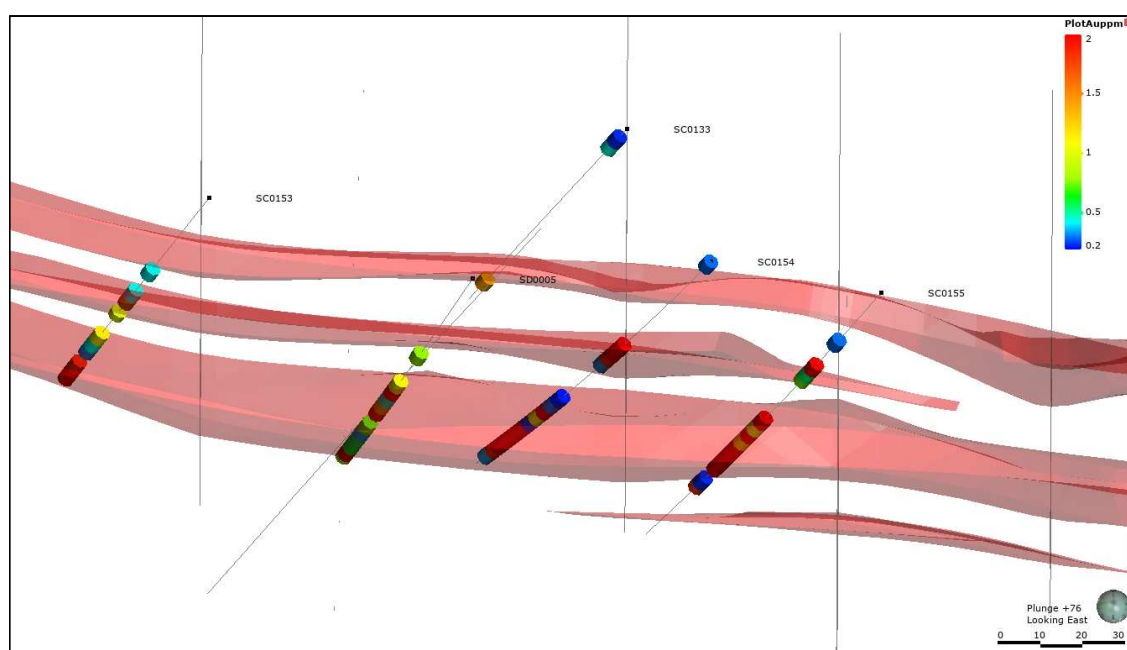 PlotAuppm
2
1.5
1
0.5
0.2
SC0133
SC0153
SC0154
SD0005
SC0155
Plunge +76
Looking East
0 10 20 30